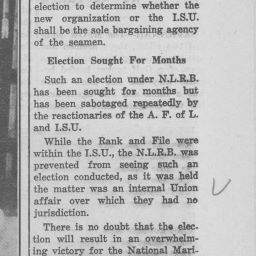 election to determine whether the
new organization or the I.S.U.
shall be the sole bargaining agency
of the seamen.
Election Sought For Months
Such an election under N.L.R.B.
has been sought for months but
has been sabotaged repeatedly by
the reactionaries of the A. F. of L.
and I.S.U.
While the Rank and File were
within the I.S.U., the N.L.R.B. was
prevented from seeing such an
election conducted, as it was held
the matter was an internal Union
affair over which they had no
jurisdiction.
There is no doubt that the elec-
tion will result in an overwhelm-
ing victory for the National Mari-